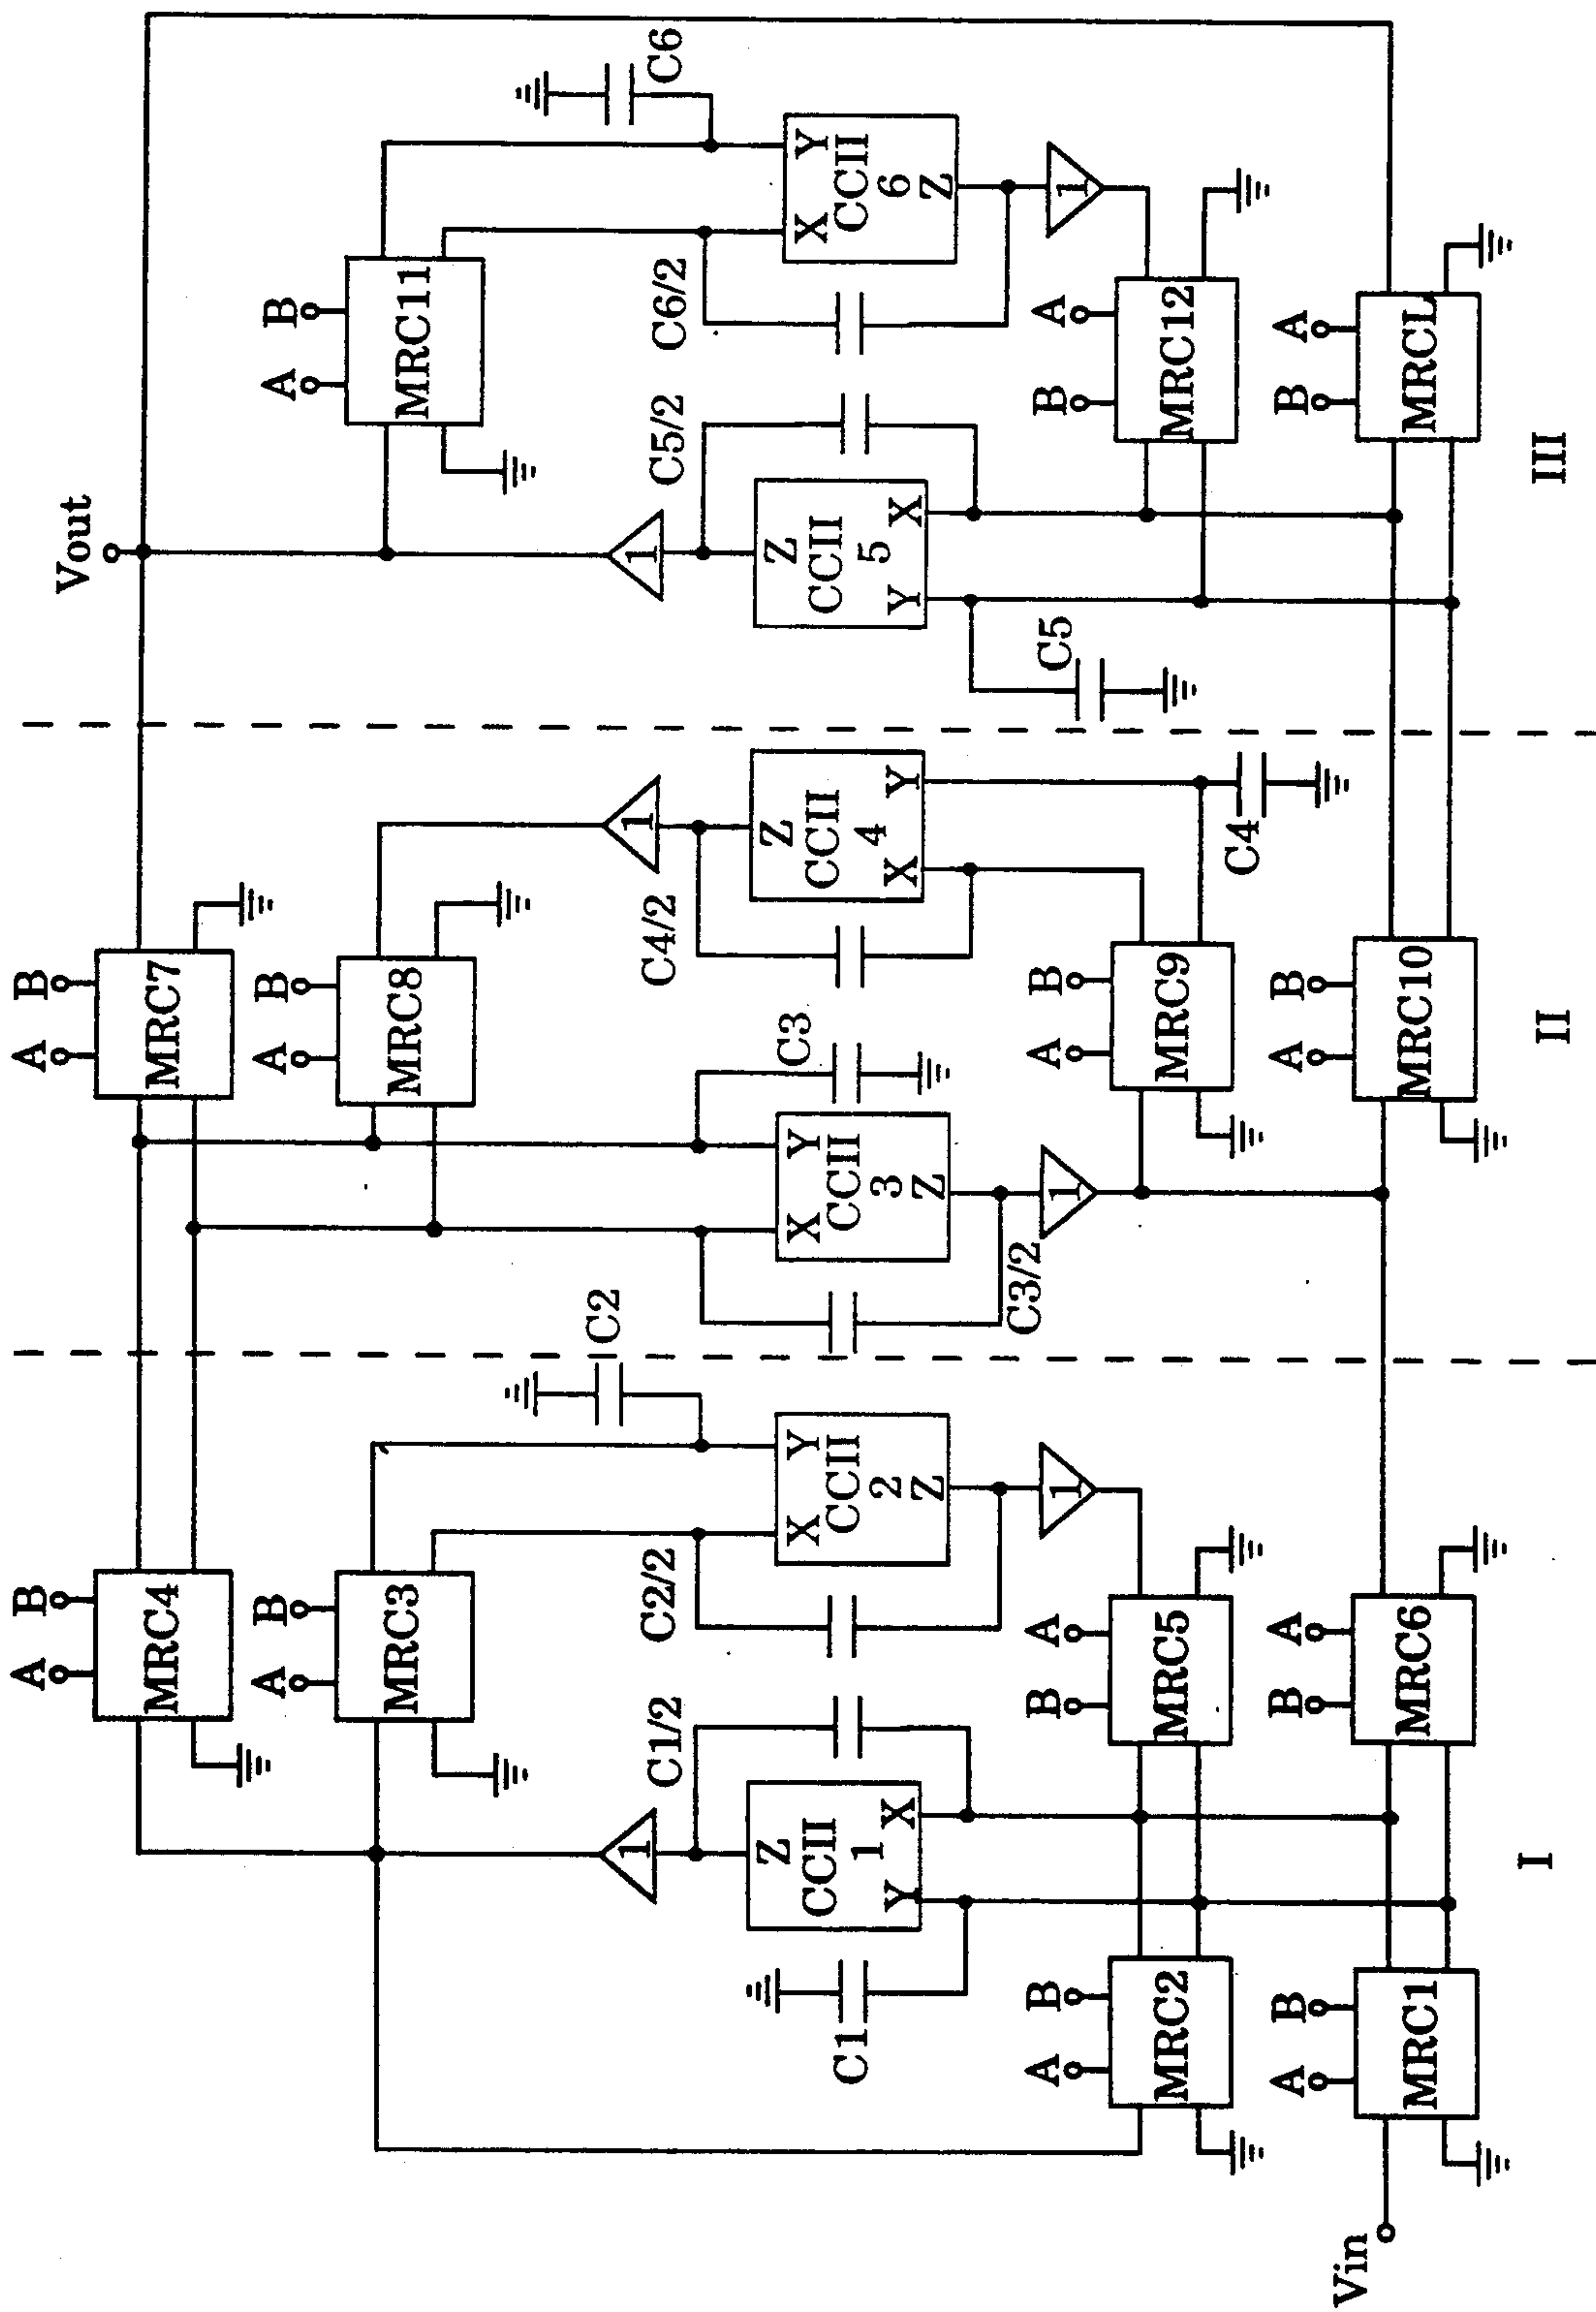 A B
A B
Vout
MRC4
MRC7
A B
A B
A B
MRC3
MRC8
MRC11
C2
C1/2
C2/2
C4/2
C5/2
C6/2
C6
1
1
1
Z
CCII
1
Y X
X Y
CCII
2
Z
X Y
CCII
3
Z
Z
CCII
4
X Y
Z
CCII
5
Y X
X Y
CCII
6
Z
C1
C3
C3/2
C5
1
1
1
A B
B A
A B
B A
MRC2
MRC5
MRC9
MRC12
C4
A B
B A
A B
B A
Vin
MRC1
MRC6
MRC10
MRCL
I
II
III